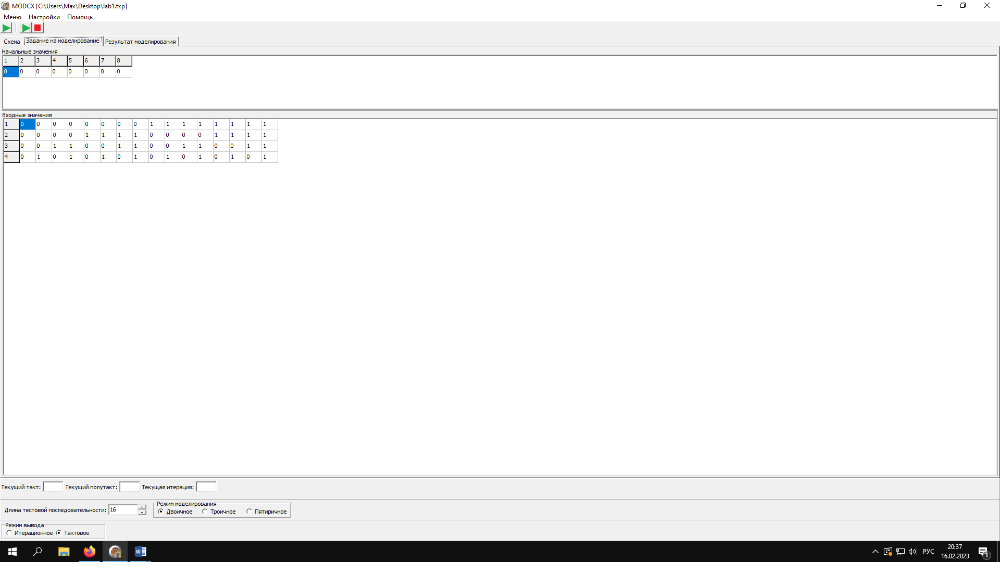 MODCX [C:\Users\Max\Desktop\lab1.txp]
Меню Настройки Помощь
Схема Задание на моделирование Результат моделирования
Начальные значения
1 2 3 4 5 6 7 8
0 0 0 0 0 0 0 0
Входные значения
1 0 0 0 0 0 0 0 0 1 1 1 1 1 1 1 1
2 0 0 0 0 1 1 1 1 0 0 0 0 1 1 1 1
3 0 0 1 1 0 0 1 1 0 0 1 1 0 0 1 1
4 0 1 0 1 0 1 0 1 0 1 0 1 0 1 0 1
Текущий такт: Текущий полутакт: Текущая итерация:
Режим моделирования
Длина тестовой последовательности: 16 Двоичное Троичное Пятиричное
Режим вывода
Итерационное Тактовое
РУС 20:37
16.02.2023 1